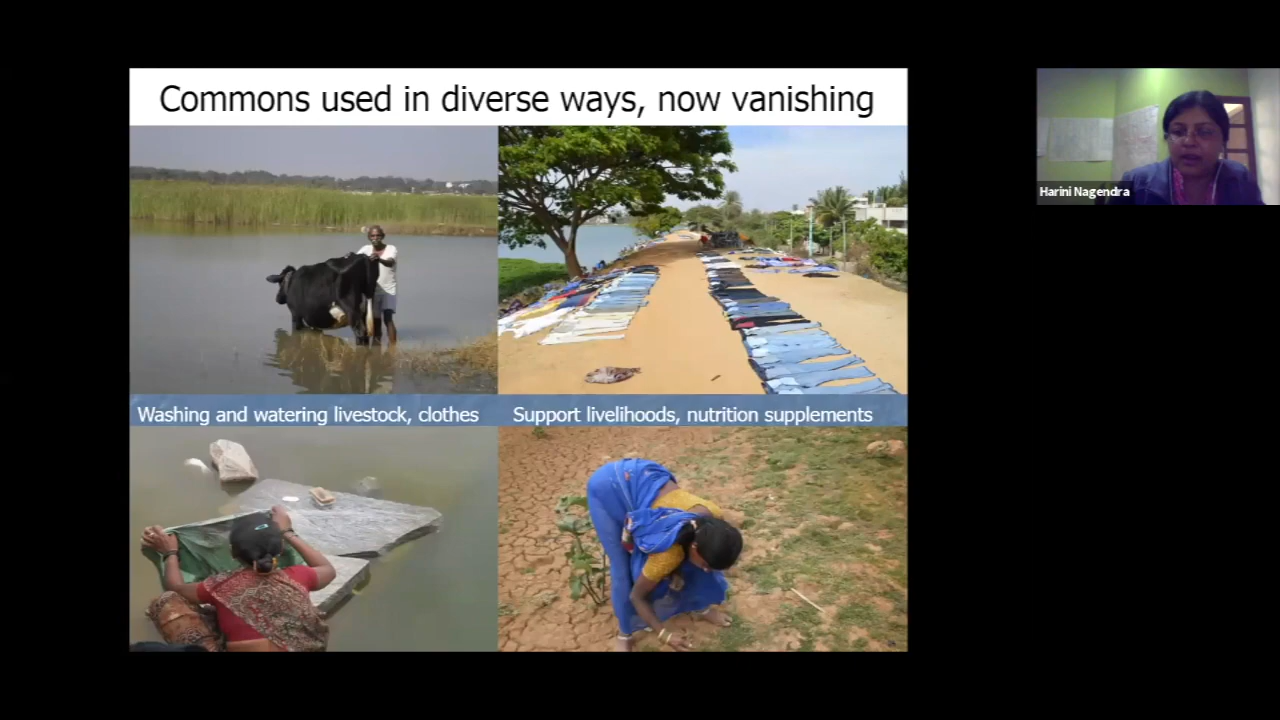 Commons used in diverse ways, now vanishing
Harini Nagendra
Washing and watering livestock, clothes
Support livelihoods, nutrition supplements